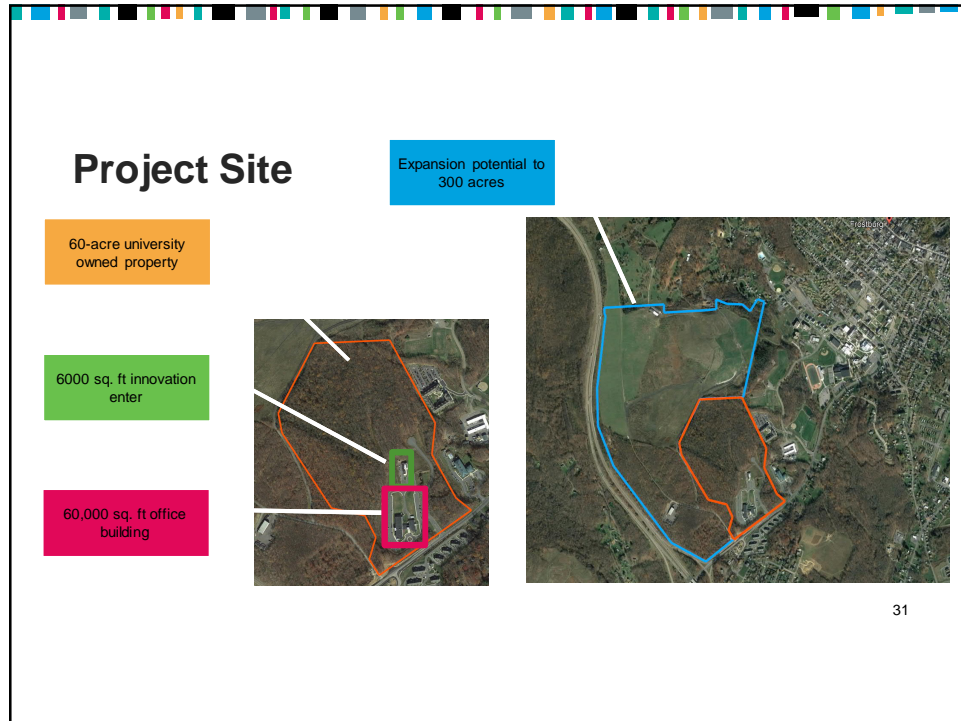 Project Site
Expansion potential to
300 acres
60-acre university
owned property
6000 sq. ft innovation
enter
60,000 sq. ft office
building
Frostburg
31